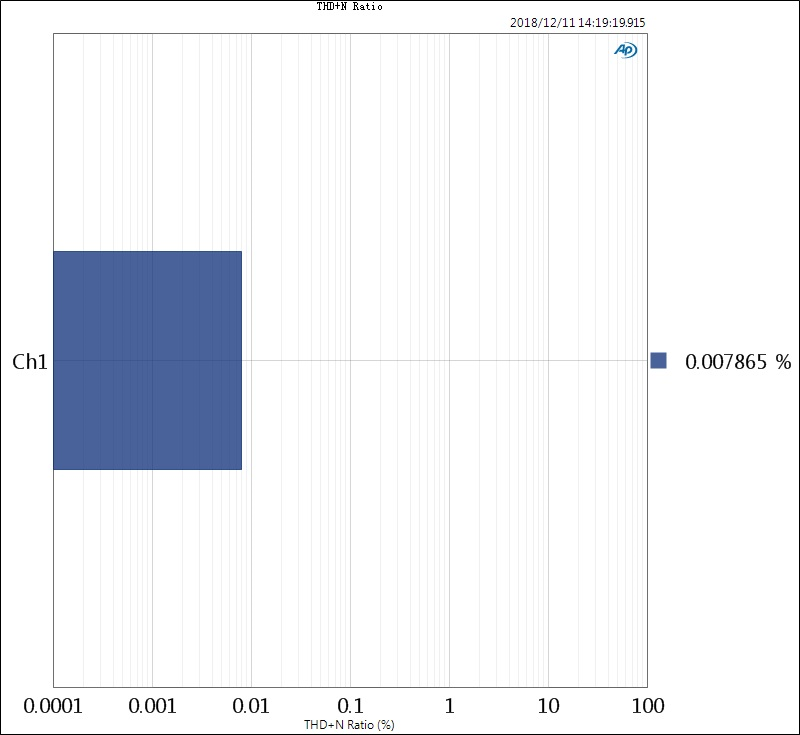 THD+N Ratio
2018/12/11 14:19:19.915
AP
Ch1
0.007865 %
0.0001 0.001 0.01 0.1 1 10 100
THD+N Ratio (%)